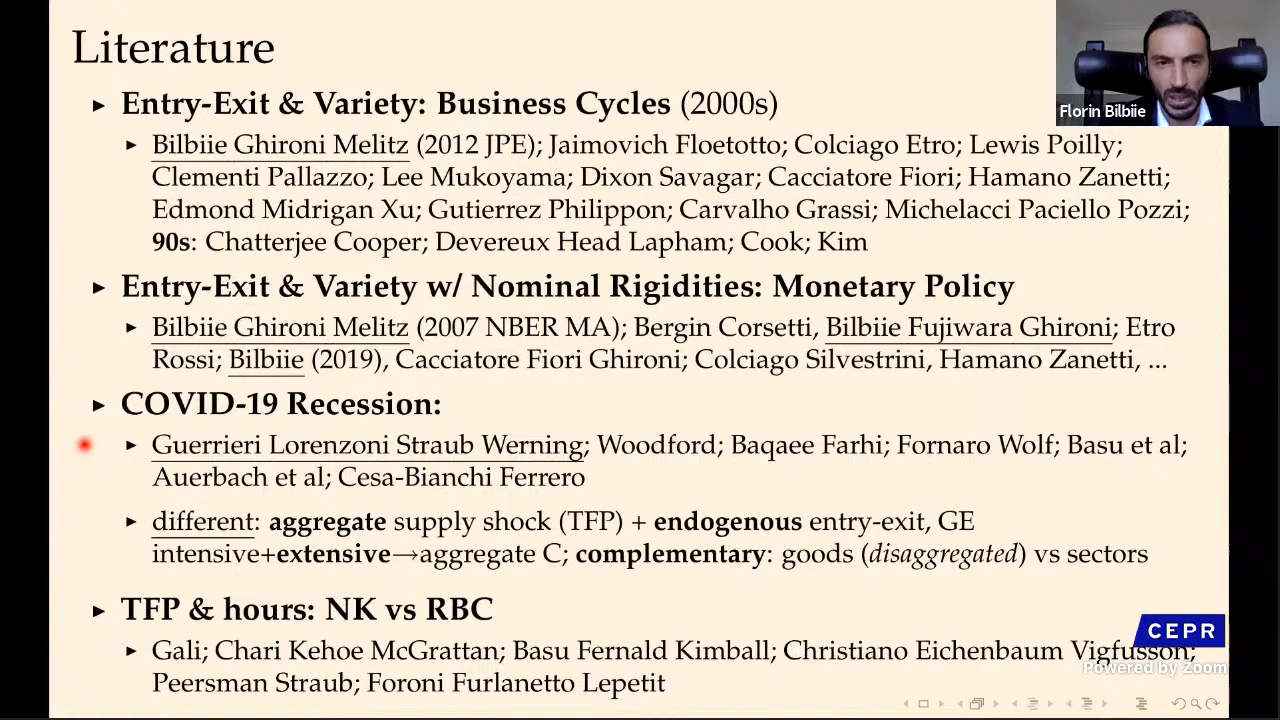 Literature
Entry-Exit & Variety: Business Cycles (2000s)
Bilbiie Ghironi Melitz (2012 JPE); Jaimovich Floetotto; Colciago Etro; Lewis Poilly;
Clementi Pallazzo; Lee Mukoyama; Dixon Savagar; Cacciatore Fiori; Hamano Zanetti;
Edmond Midrigan Xu; Gutierrez Philippon; Carvalho Grassi; Michelacci Paciello Pozzi;
90s: Chatterjee Cooper; Devereux Head Lapham; Cook; Kim
Entry-Exit & Variety w/ Nominal Rigidities: Monetary Policy
Bilbiie Ghironi Melitz (2007 NBER MA); Bergin Corsetti, Bilbiie Fujiwara Ghironi; Etro
Rossi; Bilbiie (2019), Cacciatore Fiori Ghironi; Colciago Silvestrini, Hamano Zanetti, ...
COVID-19 Recession:
Guerrieri Lorenzoni Straub Werning; Woodford; Baqaee Farhi; Fornaro Wolf; Basu et al;
Auerbach et al; Cesa-Bianchi Ferrero
different: aggregate supply shock (TFP) + endogenous entry-exit, GE
intensive+extensive→aggregate C; complementary: goods (disaggregated) vs sectors
TFP & hours: NK vs RBC
Gali; Chari Kehoe McGrattan; Basu Fernald Kimball; Christiano Eichenbaum Vigfusson;
Peersman Straub; Foroni Furlanetto Lepetit
Florin Bilbiie
CEPR
Powered by Zoom